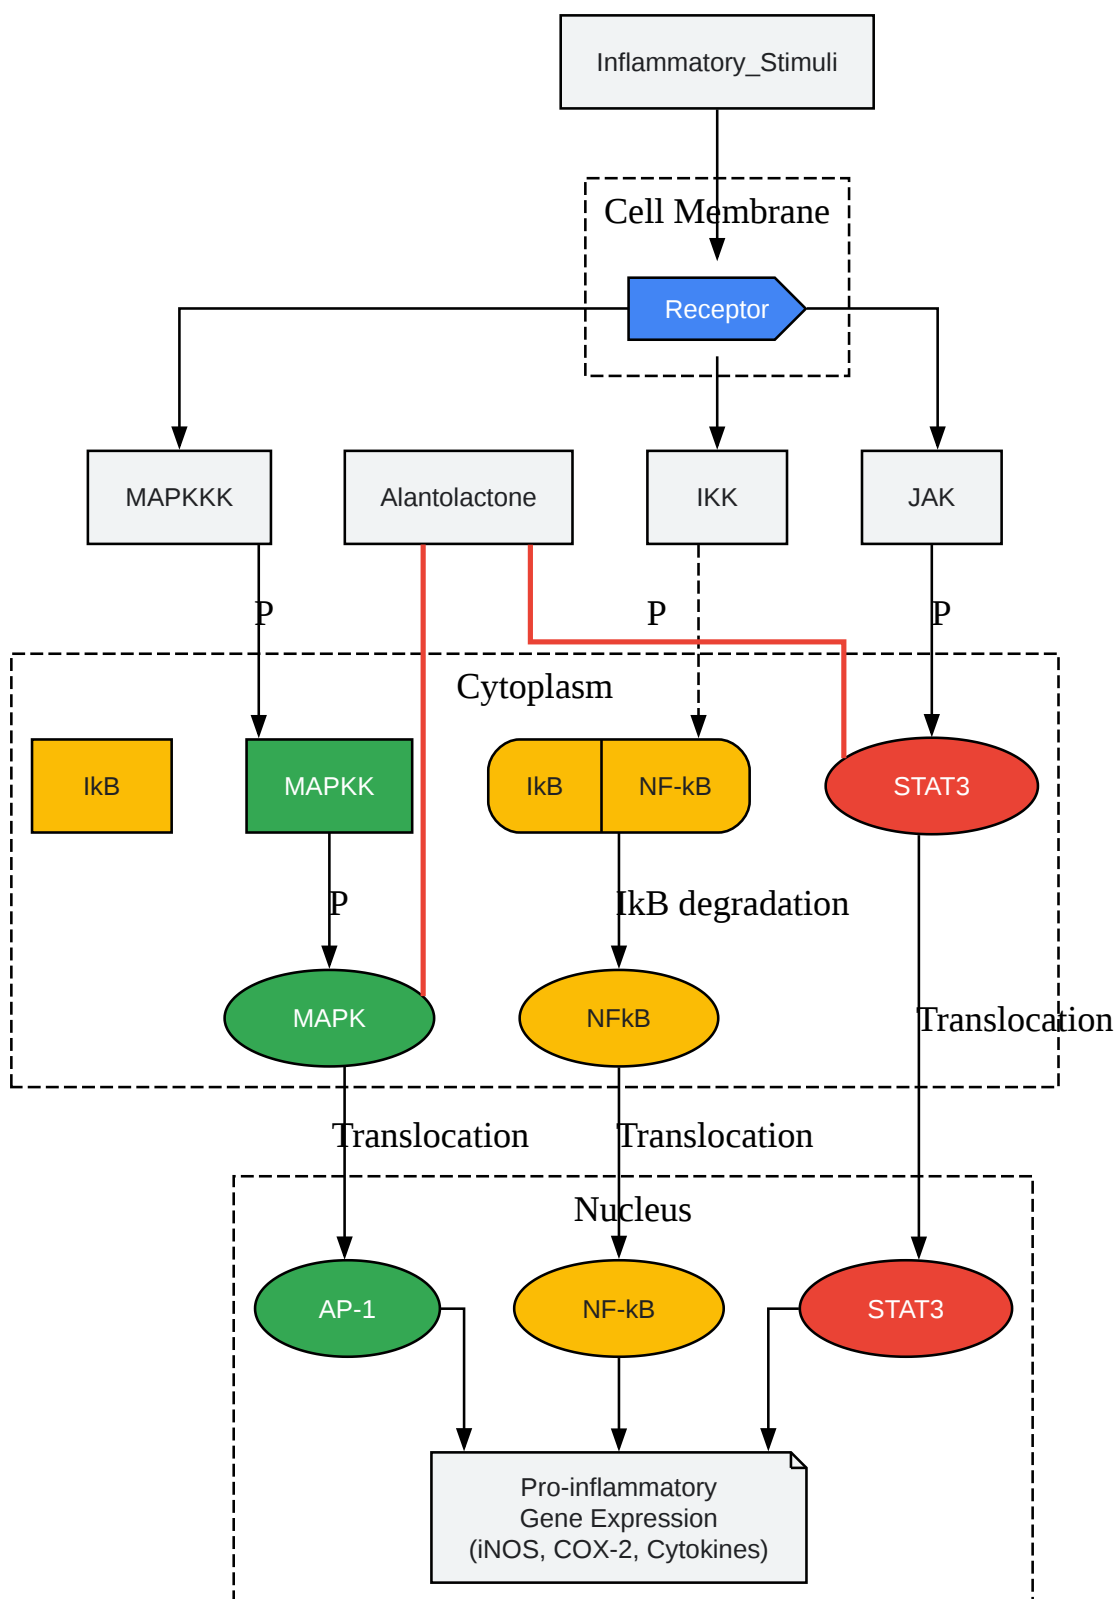 Inflammatory_Stimuli
Cell Membrane
Receptor
MAPKKK
Alantolactone
IKK
JAK
P
P
P
Cytoplasm
IkB
MAPKK
IkB
NF-kB
STAT3
P
IkB degradation
MAPK
NFkB
Translocation
Translocation
Translocation
Nucleus
AP-1
NF-kB
STAT3
Pro-inflammatory
Gene Expression
(iNOS, COX-2, Cytokines)